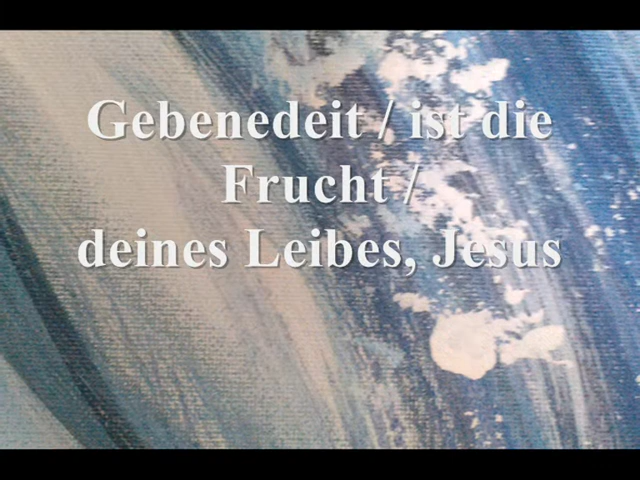 Gebenedeit / ist die
Frucht /
deines Leibes, Jesus